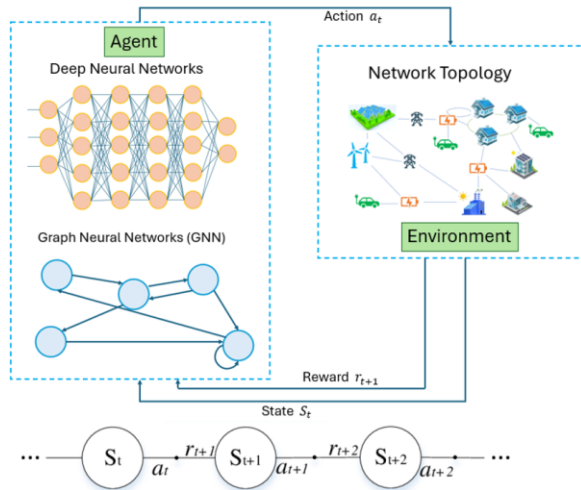 Action a_t
Agent
Deep Neural Networks
Network Topology
Graph Neural Networks (GNN)
Environment
Reward r_{t+1}
State S_t
... S_t a_t r_{t+1} S_{t+1} a_{t+1} r_{t+2} S_{t+2} a_{t+2} ...